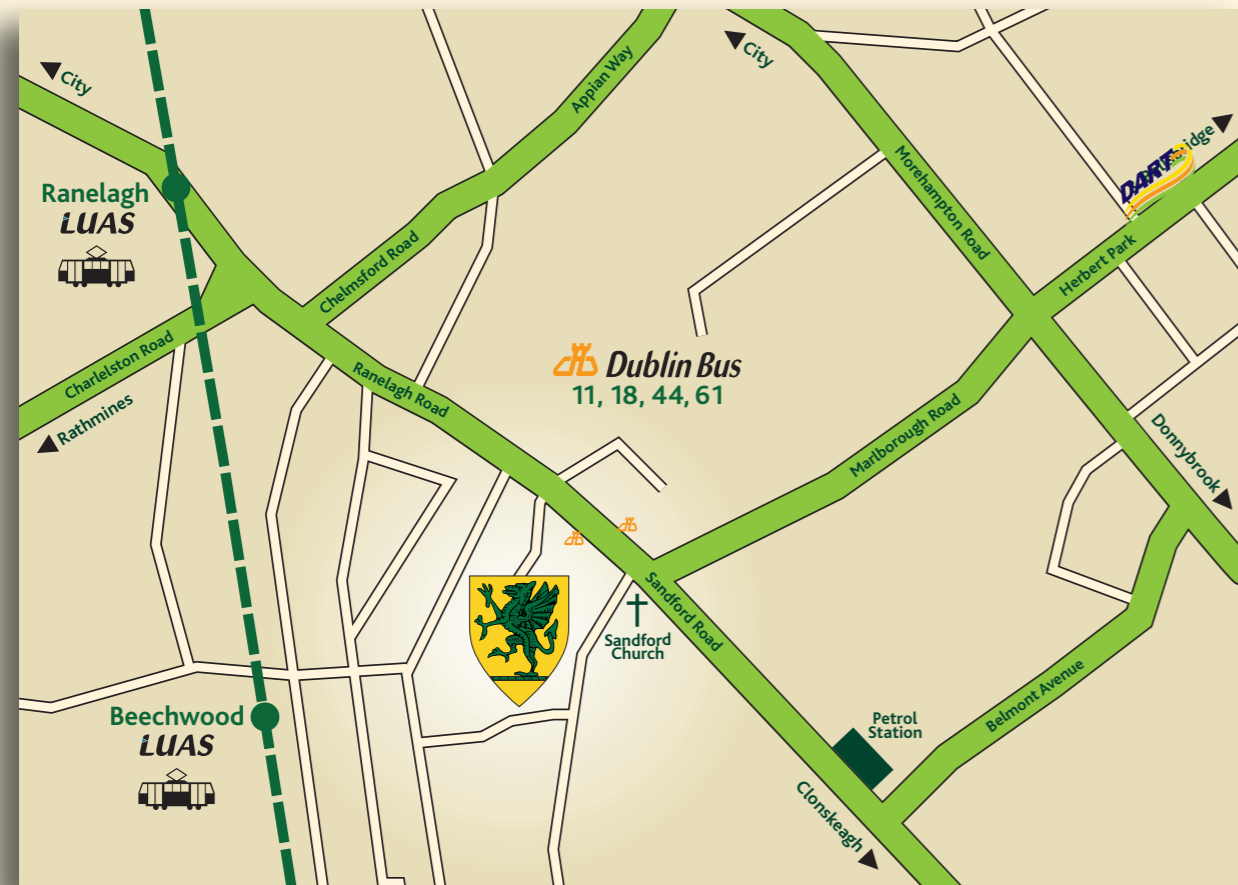 City
City
Appian Way
Morehampton Road
DART
Ranelagh
LUAS
Chelmsford Road
Herbert Park
Charlelston Road
Rathmines
Ranelagh Road
Dublin Bus
11, 18, 44, 61
Marlborough Road
Donnybrook
Sandford Road
Sandford
Church
Beechwood
LUAS
Belmont Avenue
Petrol
Station
Clonskeagh